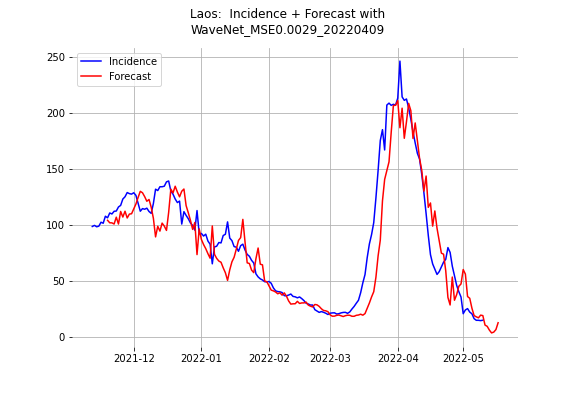 Laos:  Incidence + Forecast with
WaveNet_MSE0.0029_20220409
Incidence
Forecast
250
200
150
100
50
0
2021-12 2022-01 2022-02 2022-03 2022-04 2022-05